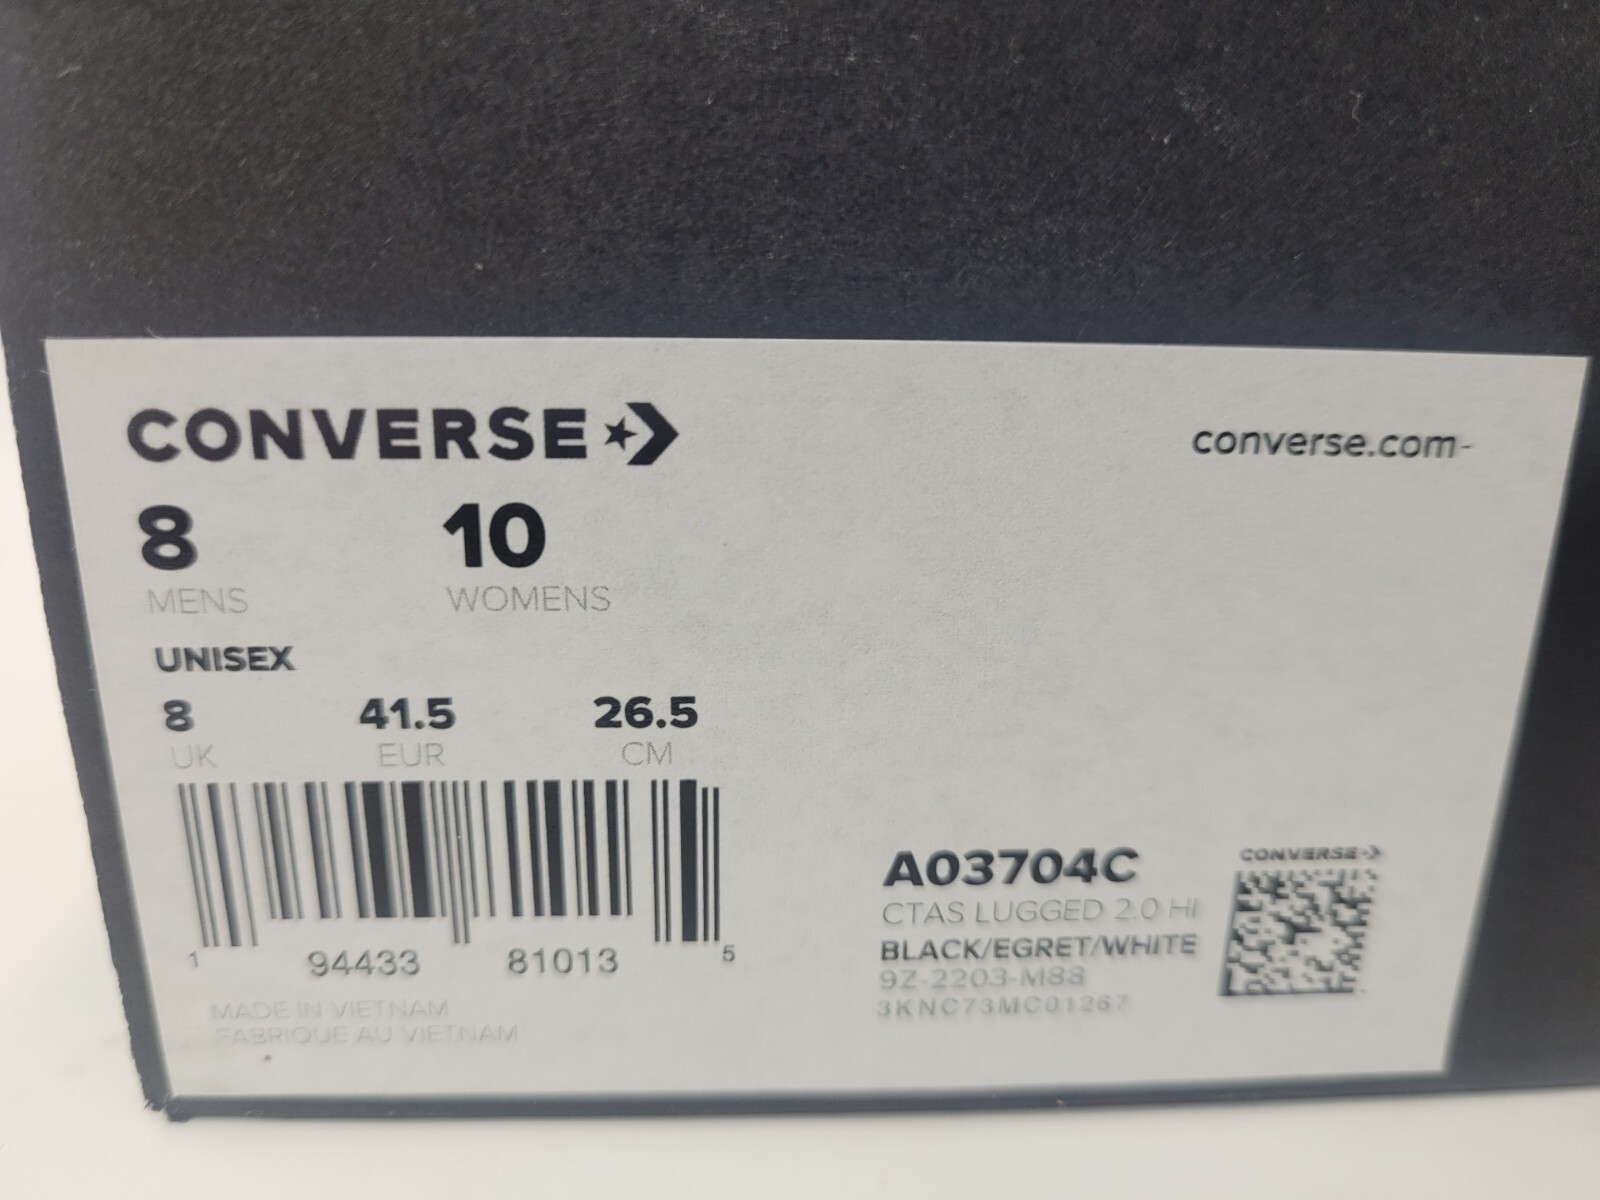 CONVERSE
converse.com-
8 10
MENS WOMENS
UNISEX
8 41.5 26.5
UK EUR CM
1 94433 81013 5
MADE IN VIETNAM
FABRIQUE AU VIETNAM
A03704C
CTAS LUGGED 2.0 HI
BLACK/EGRET/WHITE
9Z-2203-M88
3KNC73MC01267
CONVERSE